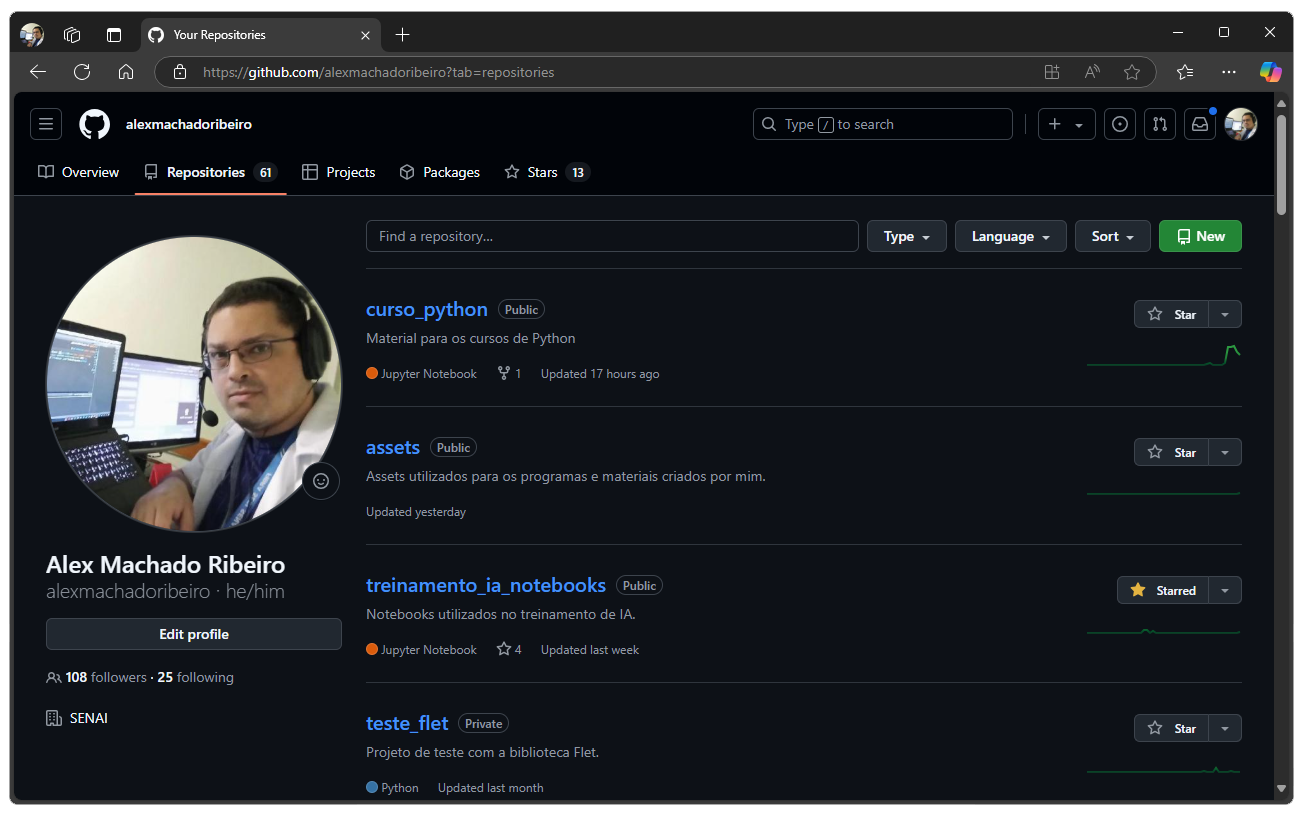 Your Repositories
https://github.com/alexmachadoribeiro?tab=repositories
alexmachadoribeiro
Type / to search
Overview
Repositories 61
Projects
Packages
Stars 13
Find a repository...
Type
Language
Sort
New
Alex Machado Ribeiro
alexmachadoribeiro · he/him
Edit profile
108 followers · 25 following
SENAI
curso_python Public
Star
Material para os cursos de Python
Jupyter Notebook 1 Updated 17 hours ago
assets Public
Star
Assets utilizados para os programas e materiais criados por mim.
Updated yesterday
treinamento_ia_notebooks Public
Starred
Notebooks utilizados no treinamento de IA.
Jupyter Notebook 4 Updated last week
teste_flet Private
Star
Projeto de teste com a biblioteca Flet.
Python Updated last month